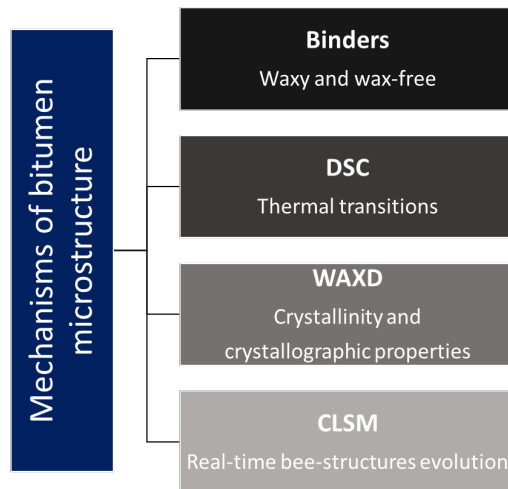 Mechanisms of bitumen
microstructure
Binders
Waxy and wax-free
DSC
Thermal transitions
WAXD
Crystallinity and
crystallographic properties
CLSM
Real-time bee-structures evolution